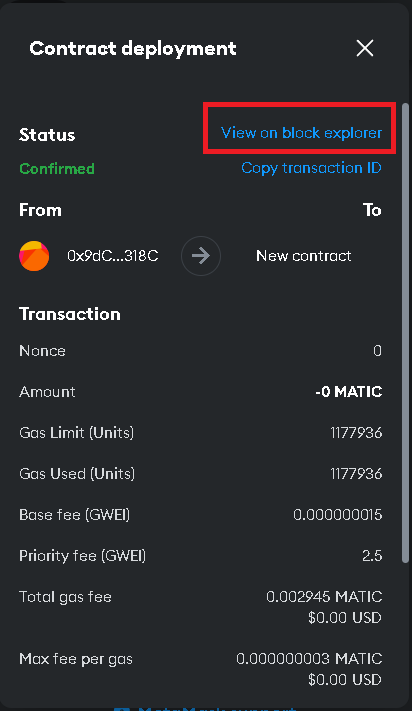 Contract deployment
View on block explorer
Status
Confirmed
Copy transaction ID
From
To
0x9dC...318C
New contract
Transaction
Nonce
0
Amount
-0 MATIC
Gas Limit (Units)
1177936
Gas Used (Units)
1177936
Base fee (GWEI)
0.000000015
Priority fee (GWEI)
2.5
Total gas fee
0.002945 MATIC
$0.00 USD
Max fee per gas
0.000000003 MATIC
$0.00 USD
MetaMask support